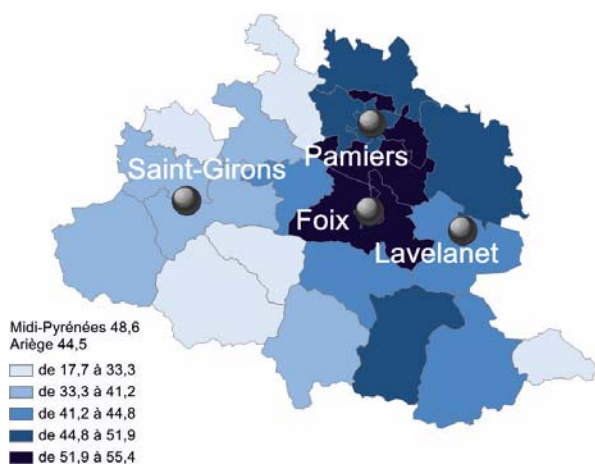 Saint-Girons
Pamiers
Foix
Lavelanet
Midi-Pyrénées 48,6
Ariège 44,5
de 17,7 à 33,3
de 33,3 à 41,2
de 41,2 à 44,8
de 44,8 à 51,9
de 51,9 à 55,4